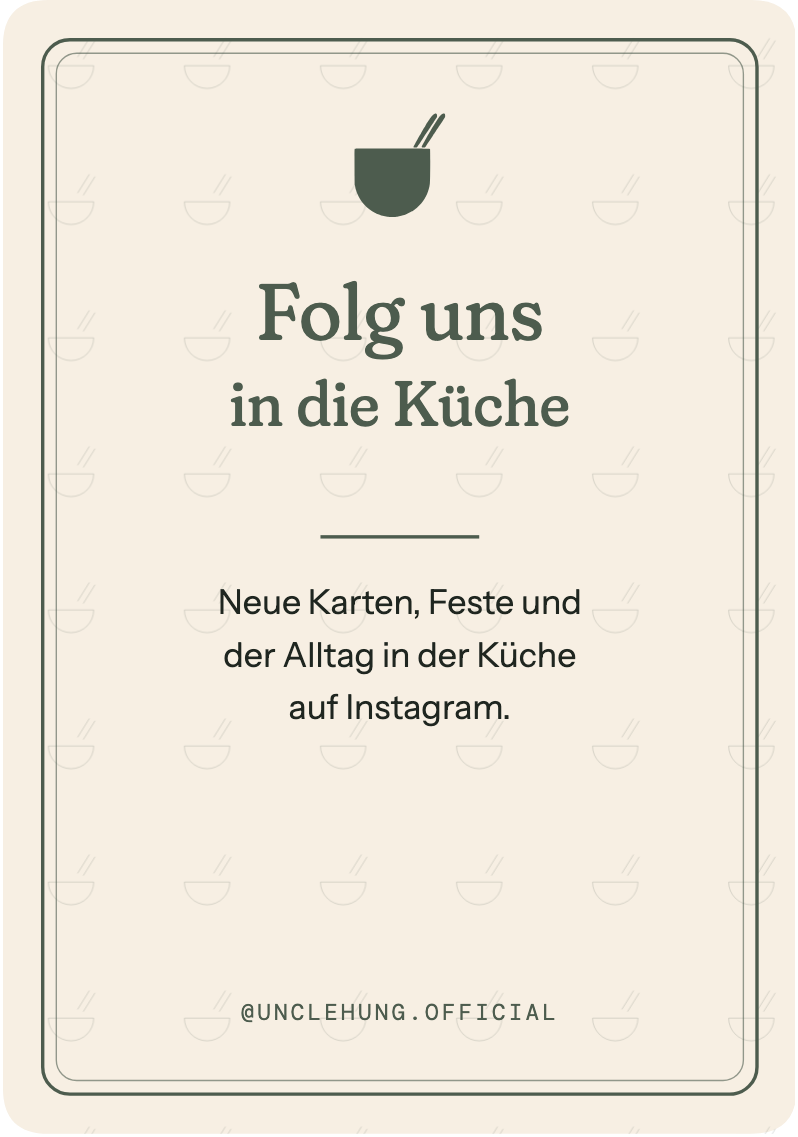 Folg uns
in die Küche
Neue Karten, Feste und
der Alltag in der Küche
auf Instagram.
@UNCLEHUNG.OFFICIAL